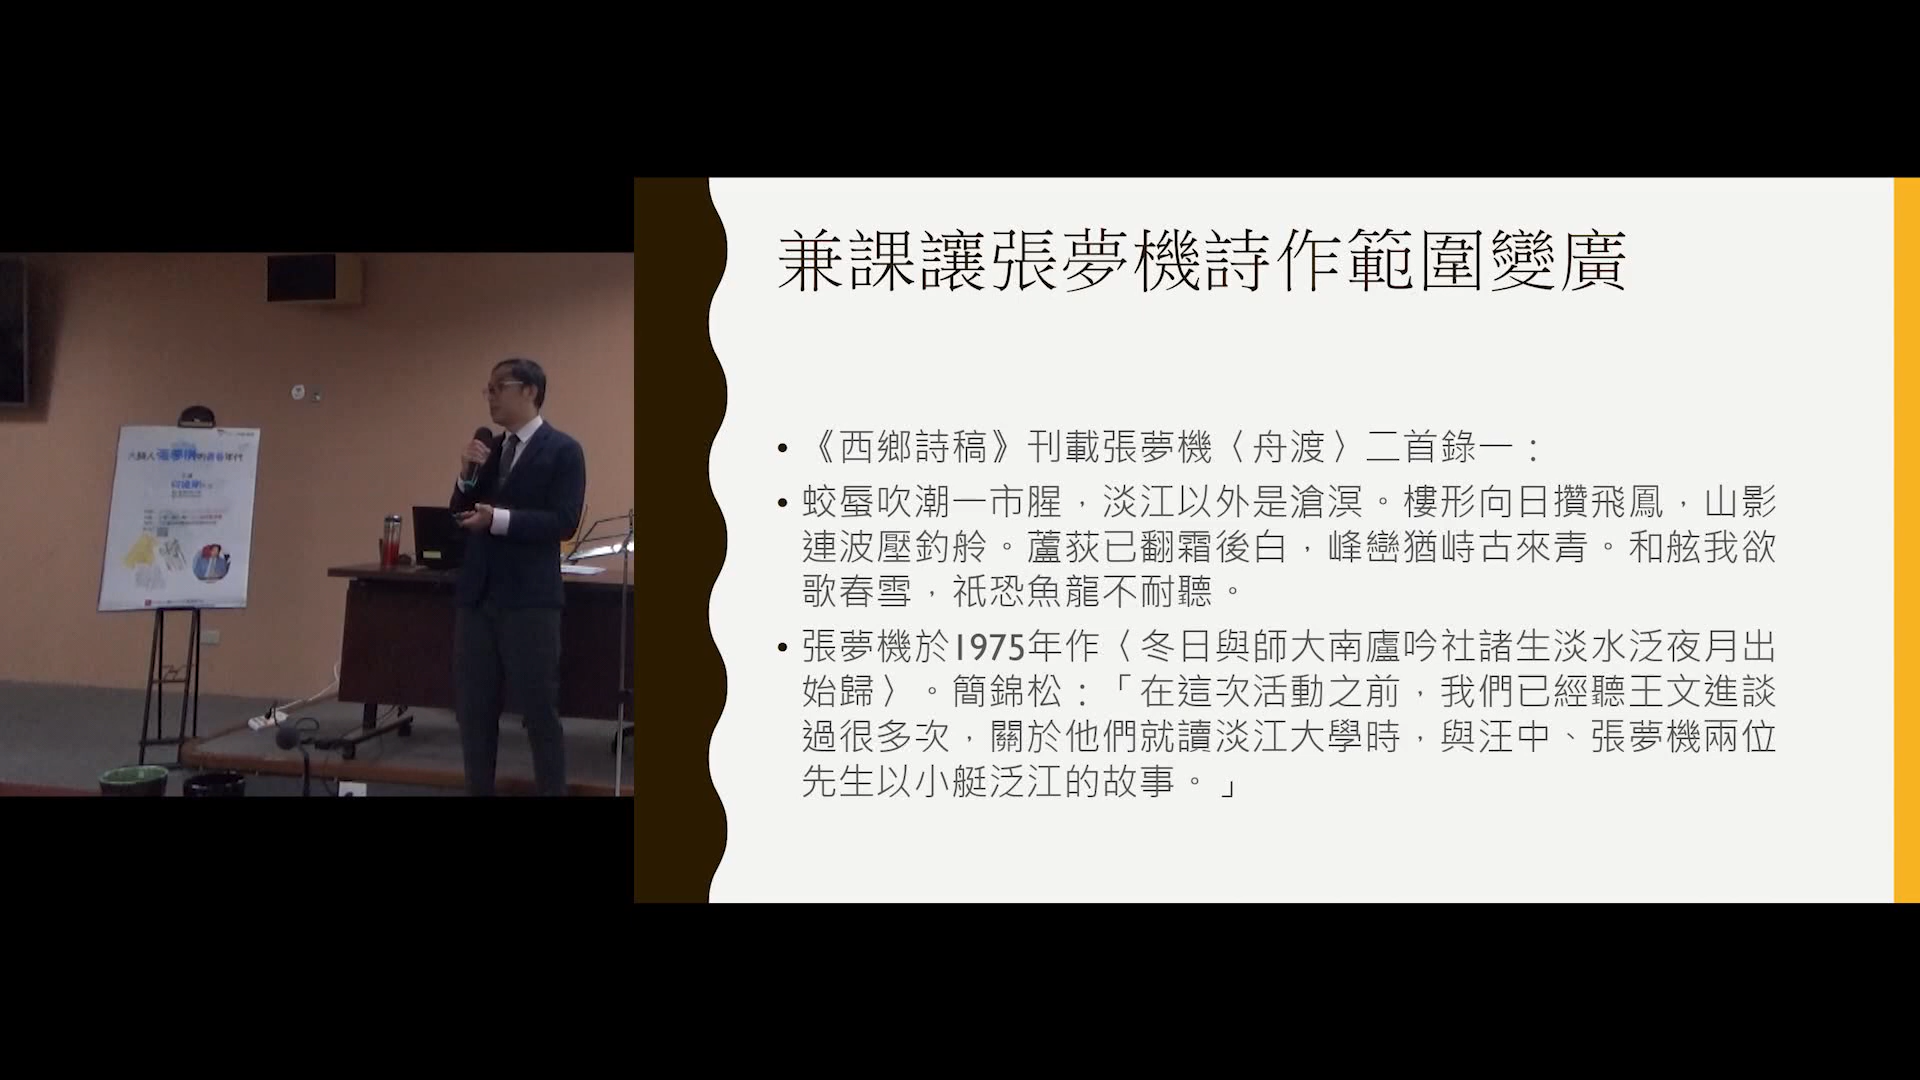 兼課讓張夢機詩作範圍變廣
• 《西鄉詩稿》刊載張夢機〈舟渡〉二首錄一：
• 蛟蜃吹潮一市腥，淡江以外是滄溟。樓形向日攢飛鳳，山影
連波壓釣舲。蘆荻已翻霜後白，峰巒猶峙古來青。和舷我欲
歌春雪，祇恐魚龍不耐聽。
• 張夢機於1975年作〈冬日與師大南廬吟社諸生淡水泛夜月出
始歸〉。簡錦松：「在這次活動之前，我們已經聽王文進談
過很多次，關於他們就讀淡江大學時，與汪中、張夢機兩位
先生以小艇泛江的故事。」
大詩人張夢機的青春年代